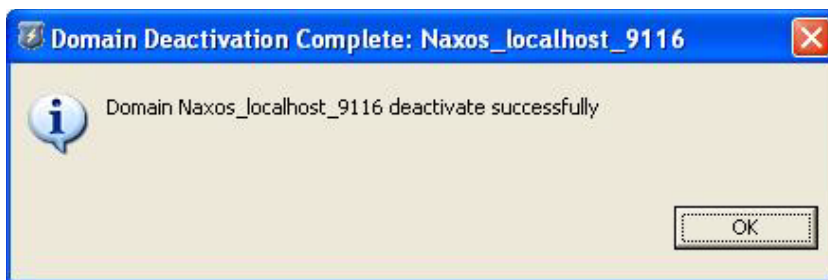 Domain Deactivation Complete: Naxos_localhost_9116
Domain Naxos_localhost_9116 deactivate successfully
OK